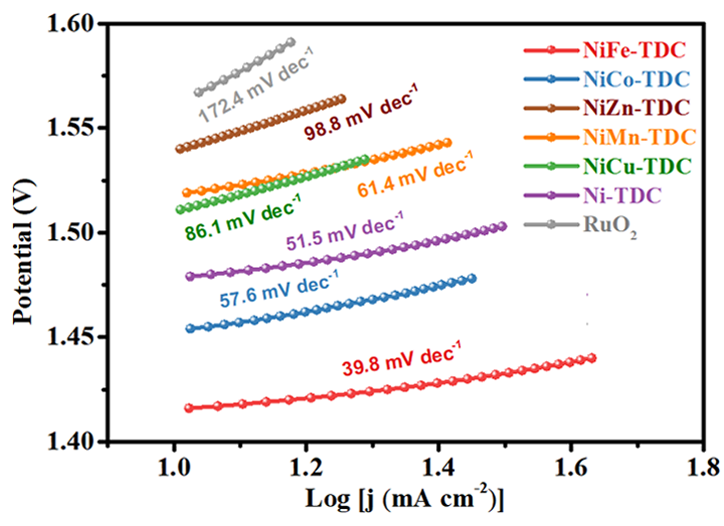 1.60
1.55
1.50
1.45
1.40
Potential (V)
172.4 mV dec⁻¹
98.8 mV dec⁻¹
61.4 mV dec⁻¹
86.1 mV dec⁻¹
51.5 mV dec⁻¹
57.6 mV dec⁻¹
39.8 mV dec⁻¹
NiFe-TDC
NiCo-TDC
NiZn-TDC
NiMn-TDC
NiCu-TDC
Ni-TDC
RuO₂
1.0 1.2 1.4 1.6 1.8
Log [j (mA cm⁻²)]